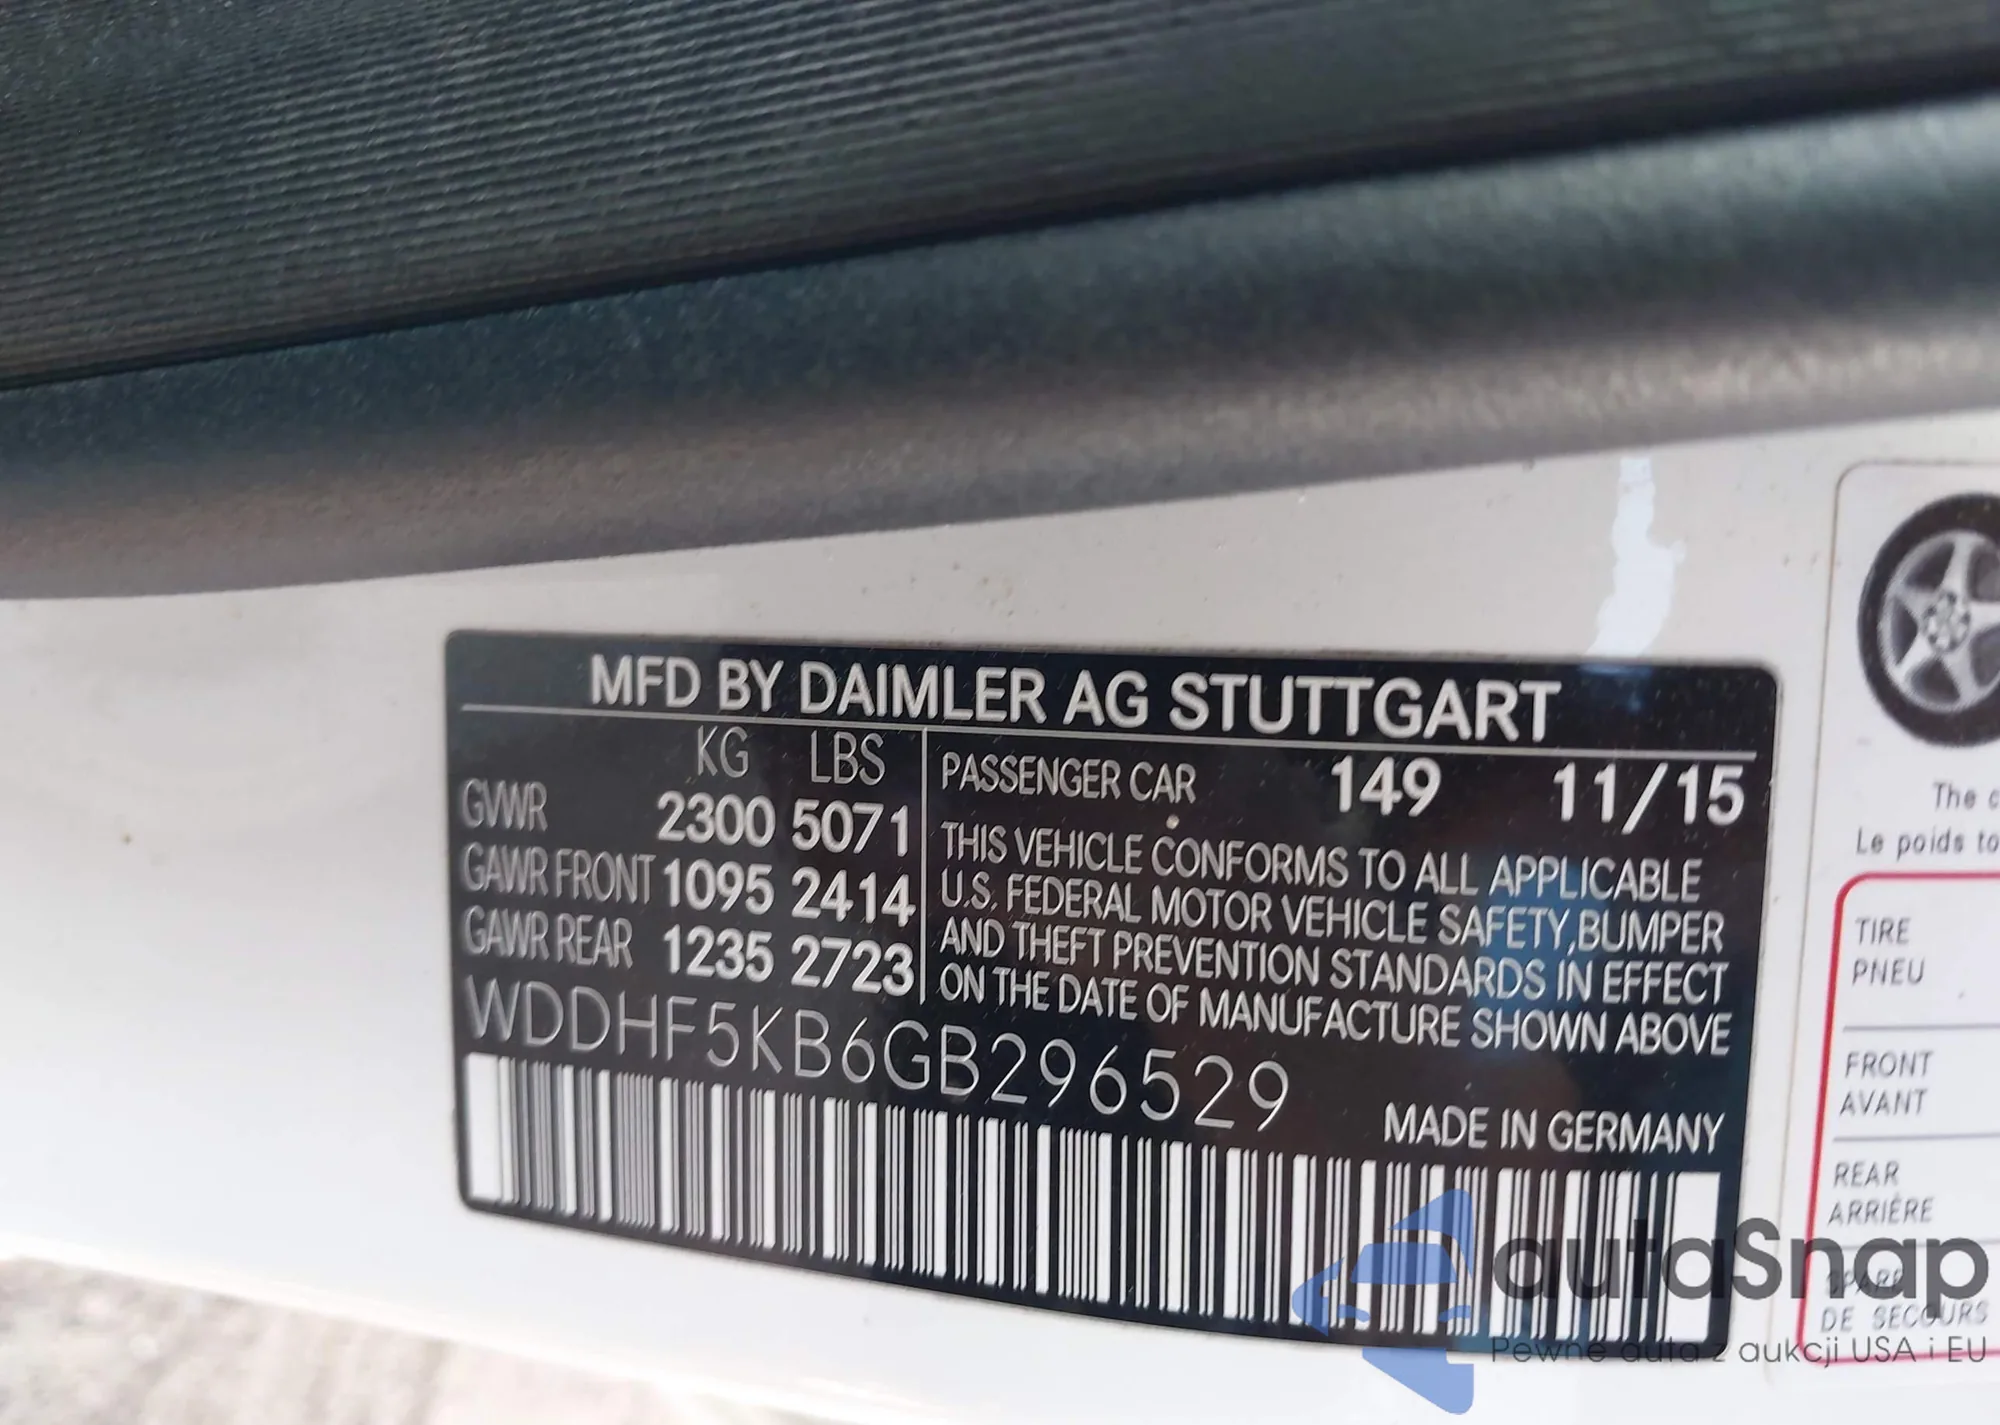 MFD BY DAIMLER AG STUTTGART
KG LBS
GVWR 2300 5071
GAWR FRONT 1095 2414
GAWR REAR 1235 2723
PASSENGER CAR 149 11/15
THIS VEHICLE CONFORMS TO ALL APPLICABLE
U.S. FEDERAL MOTOR VEHICLE SAFETY,BUMPER
AND THEFT PREVENTION STANDARDS IN EFFECT
ON THE DATE OF MANUFACTURE SHOWN ABOVE
WDDHF5KB6GB296529
MADE IN GERMANY
The c
Le poids to
TIRE
PNEU
FRONT
AVANT
REAR
ARRIÈRE
SPARE
DE SECOURS
autaSnap
Pewne auta z aukcji USA i EU